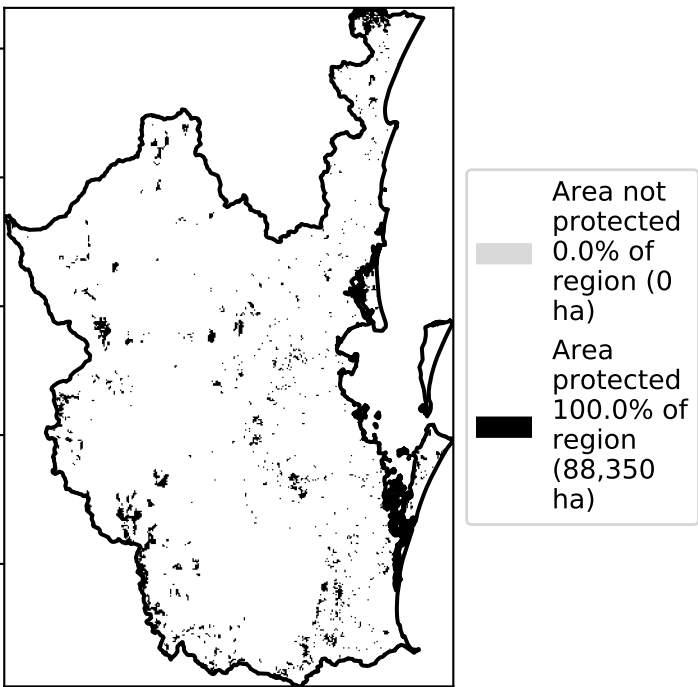 Area not
protected
0.0% of
region (0
ha)
Area
protected
100.0% of
region
(88,350
ha)